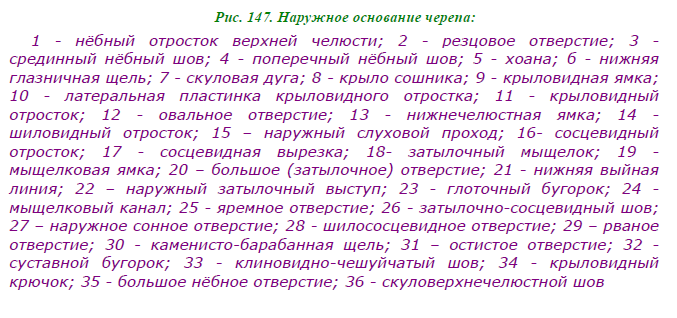 Рис. 147. Наружное основание черепа:
1 - нёбный отросток верхней челюсти; 2 - резцовое отверстие; 3 -
срединный нёбный шов; 4 - поперечный нёбный шов; 5 - хоана; 6 - нижняя
глазничная щель; 7 - скуловая дуга; 8 - крыло сошника; 9 - крыловидная ямка;
10 - латеральная пластинка крыловидного отростка; 11 - крыловидный
отросток; 12 - овальное отверстие; 13 - нижнечелюстная ямка; 14 -
шиловидный отросток; 15 – наружный слуховой проход; 16- сосцевидный
отросток; 17 - сосцевидная вырезка; 18- затылочный мыщелок; 19 -
мыщелковая ямка; 20 – большое (затылочное) отверстие; 21 - нижняя выйная
линия; 22 – наружный затылочный выступ; 23 - глоточный бугорок; 24 -
мыщелковый канал; 25 - яремное отверстие; 26 - затылочно-сосцевидный шов;
27 – наружное сонное отверстие; 28 - шилососцевидное отверстие; 29 – рваное
отверстие; 30 - каменисто-барабанная щель; 31 – остистое отверстие; 32 -
суставной бугорок; 33 - клиновидно-чешуйчатый шов; 34 - крыловидный
крючок; 35 - большое нёбное отверстие; 36 - скуловерхнечелюстной шов